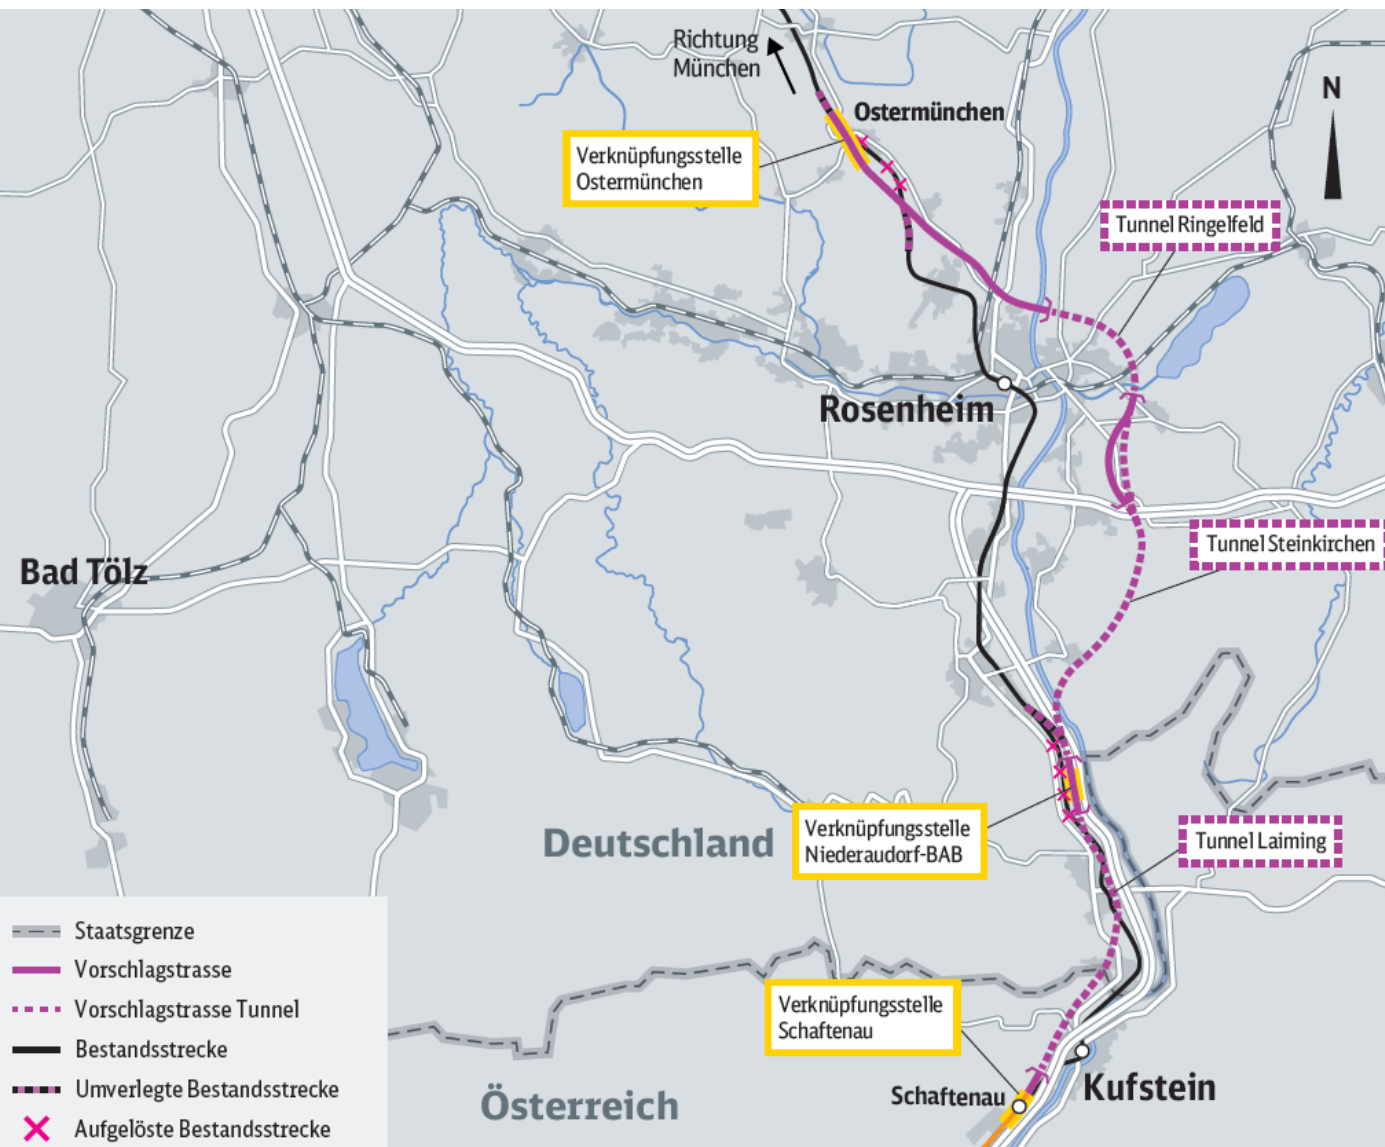 Richtung
München
N
Ostermünchen
Verknüpfungsstelle
Ostermünchen
Tunnel Ringelfeld
Rosenheim
Tunnel Steinkirchen
Bad Tölz
Verknüpfungsstelle
Niederaudorf-BAB
Deutschland
Tunnel Laiming
Verknüpfungsstelle
Schaftenau
Schaftenau
Kufstein
Österreich
Staatsgrenze
Vorschlagstrasse
Vorschlagstrasse Tunnel
Bestandsstrecke
Umverlegte Bestandsstrecke
Aufgelöste Bestandsstrecke